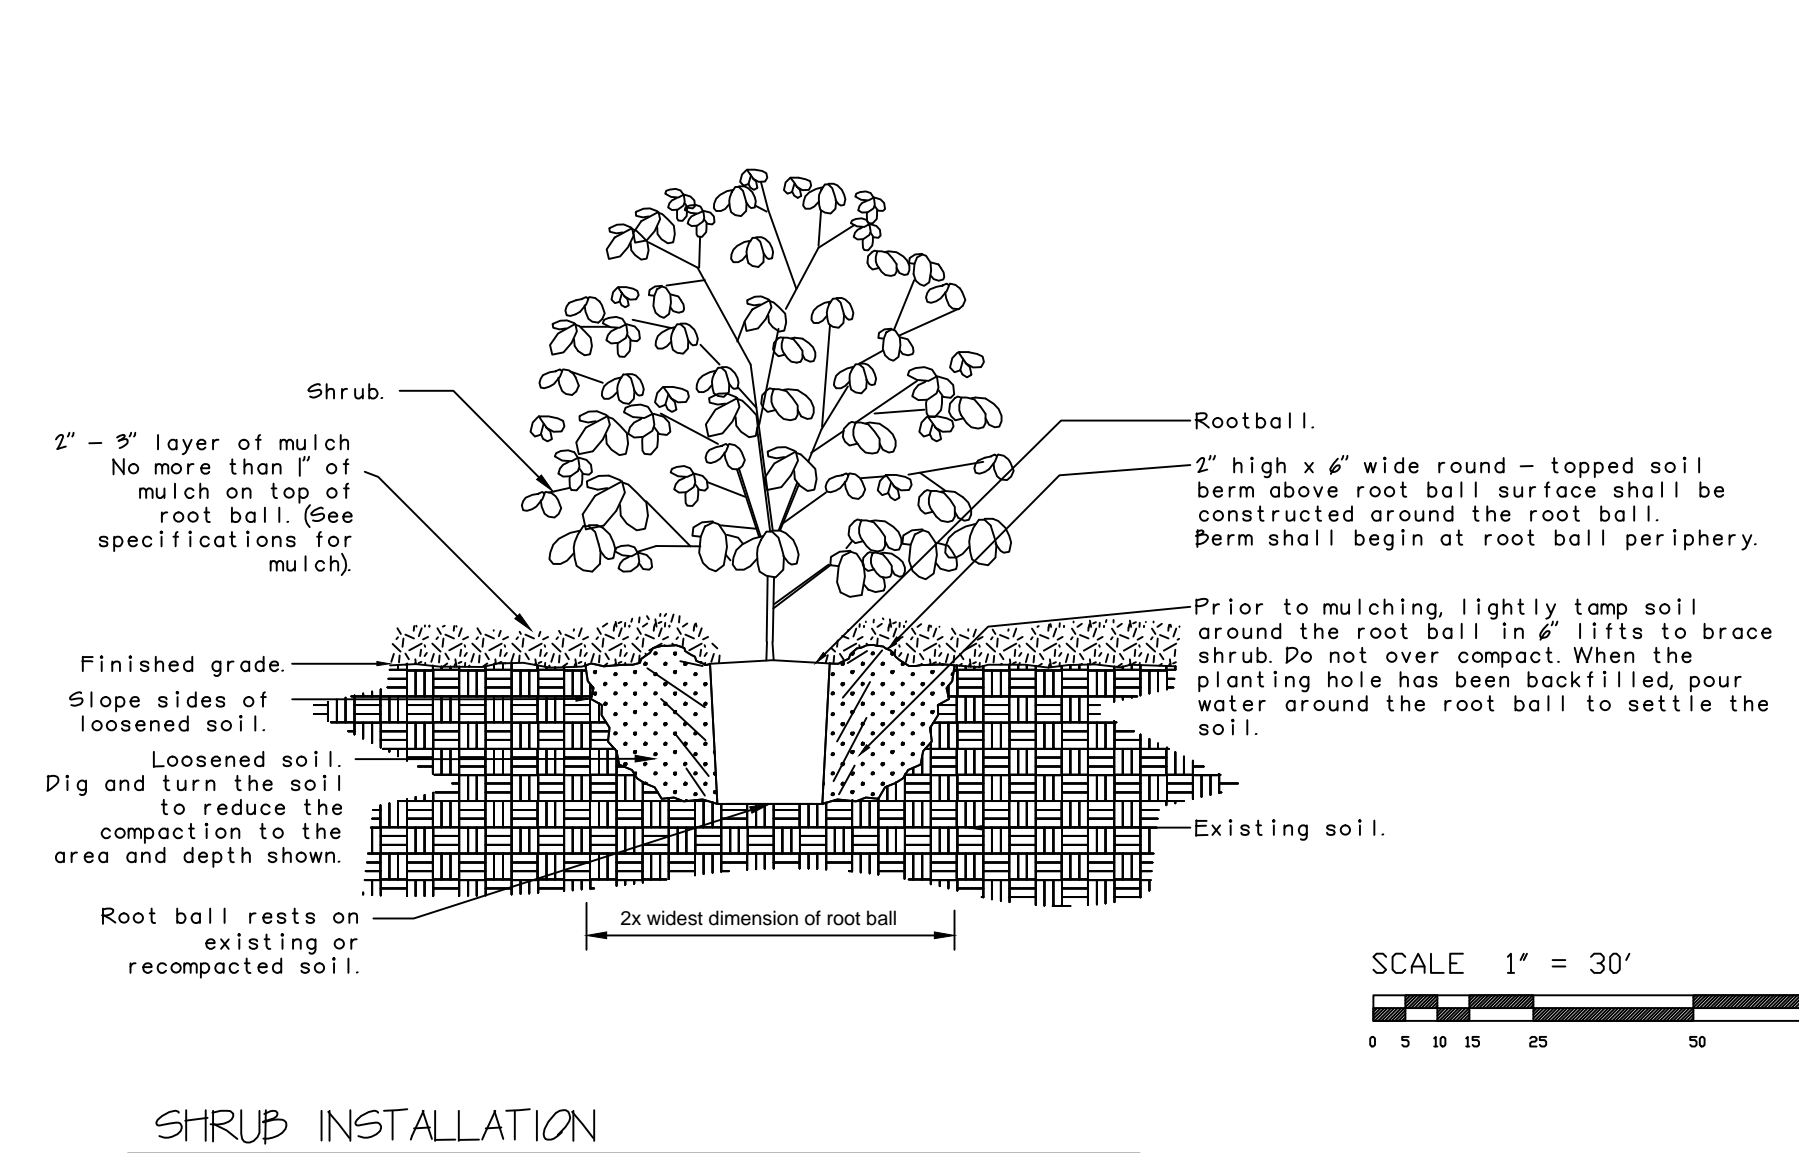 Shrub.
2" - 3" layer of mulch
No more than 1" of
mulch on top of
root ball. (See
specifications for
mulch).
Finished grade.
Slope sides of
loosened soil.
Loosened soil.
Dig and turn the soil
to reduce the
compaction to the
area and depth shown.
Root ball rests on
existing or
recompacted soil.
2x widest dimension of root ball
Rootball.
2" high x 6" wide round - topped soil
berm above root ball surface shall be
constructed around the root ball.
Berm shall begin at root ball periphery.
Prior to mulching, lightly tamp soil
around the root ball in 6" lifts to brace
shrub. Do not over compact. When the
planting hole has been backfilled, pour
water around the root ball to settle the
soil.
Existing soil.
SCALE 1" = 30'
0 5 10 15 25 50
SHRUB INSTALLATION